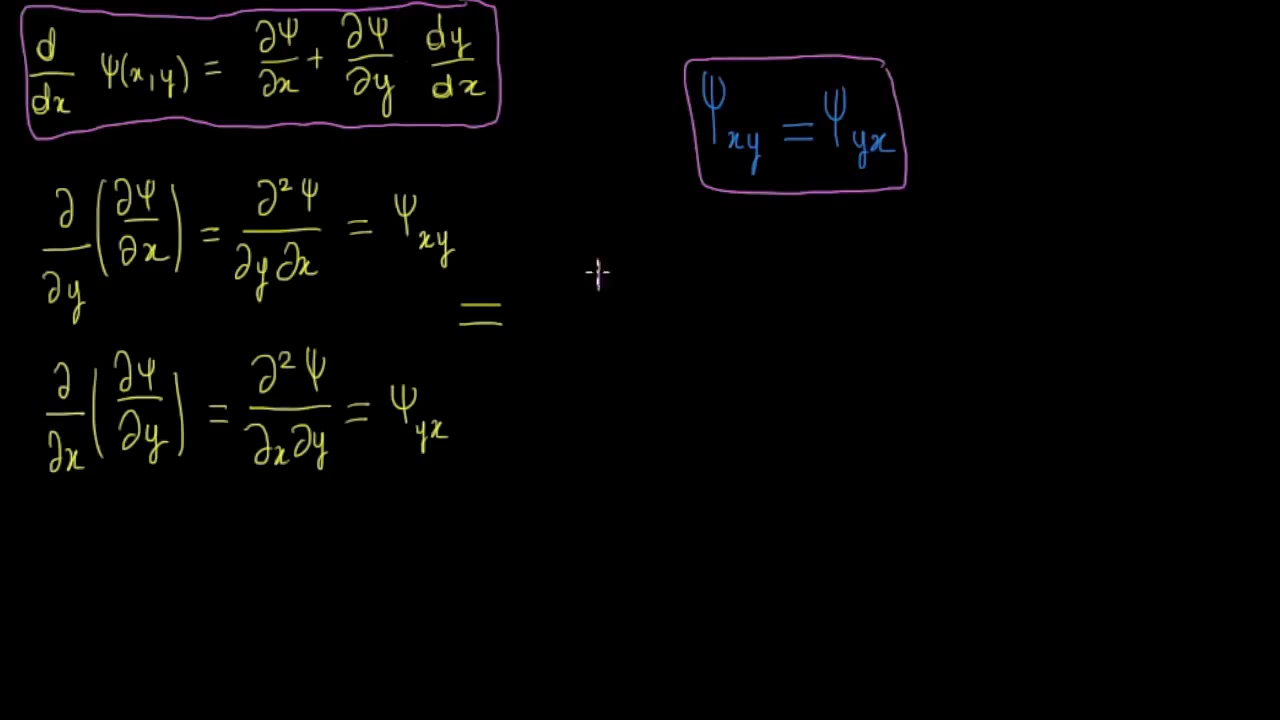 d/dx ψ(x,y) = ∂ψ/∂x + ∂ψ/∂y · dy/dx
ψ_xy = ψ_yx
∂/∂y (∂ψ/∂x) = ∂²ψ/∂y∂x = ψ_xy
=
∂/∂x (∂ψ/∂y) = ∂²ψ/∂x∂y = ψ_yx